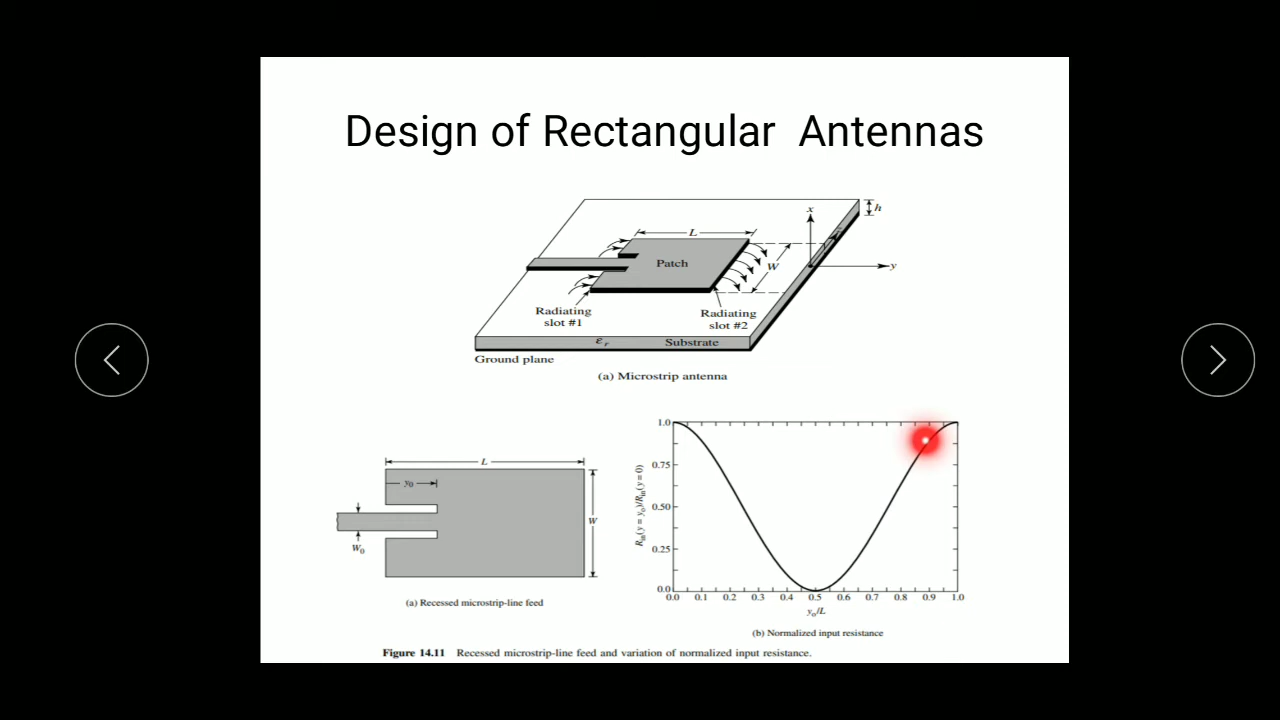 Design of Rectangular  Antennas
x
h
L
Patch
W
y
Radiating
slot #1
Radiating
slot #2
εr
Substrate
Ground plane
(a) Microstrip antenna
L
y0
W
W0
(a) Recessed microstrip-line feed
Rin(y = y0)/Rin(y = 0)
1.0
0.75
0.50
0.25
0.0
0.0 0.1 0.2 0.3 0.4 0.5 0.6 0.7 0.8 0.9 1.0
y0/L
(b) Normalized input resistance
Figure 14.11 Recessed microstrip-line feed and variation of normalized input resistance.